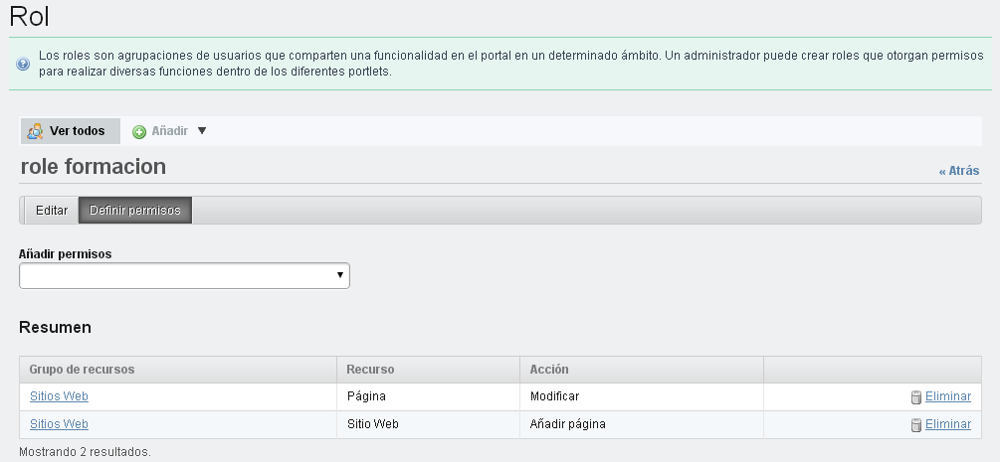 Rol
Los roles son agrupaciones de usuarios que comparten una funcionalidad en el portal en un determinado ámbito. Un administrador puede crear roles que otorgan permisos
para realizar diversas funciones dentro de los diferentes portlets.
Ver todos Añadir
role formacion
« Atrás
Editar Definir permisos
Añadir permisos
Resumen
Grupo de recursos Recurso Acción
Sitios Web Página Modificar Eliminar
Sitios Web Sitio Web Añadir página Eliminar
Mostrando 2 resultados.